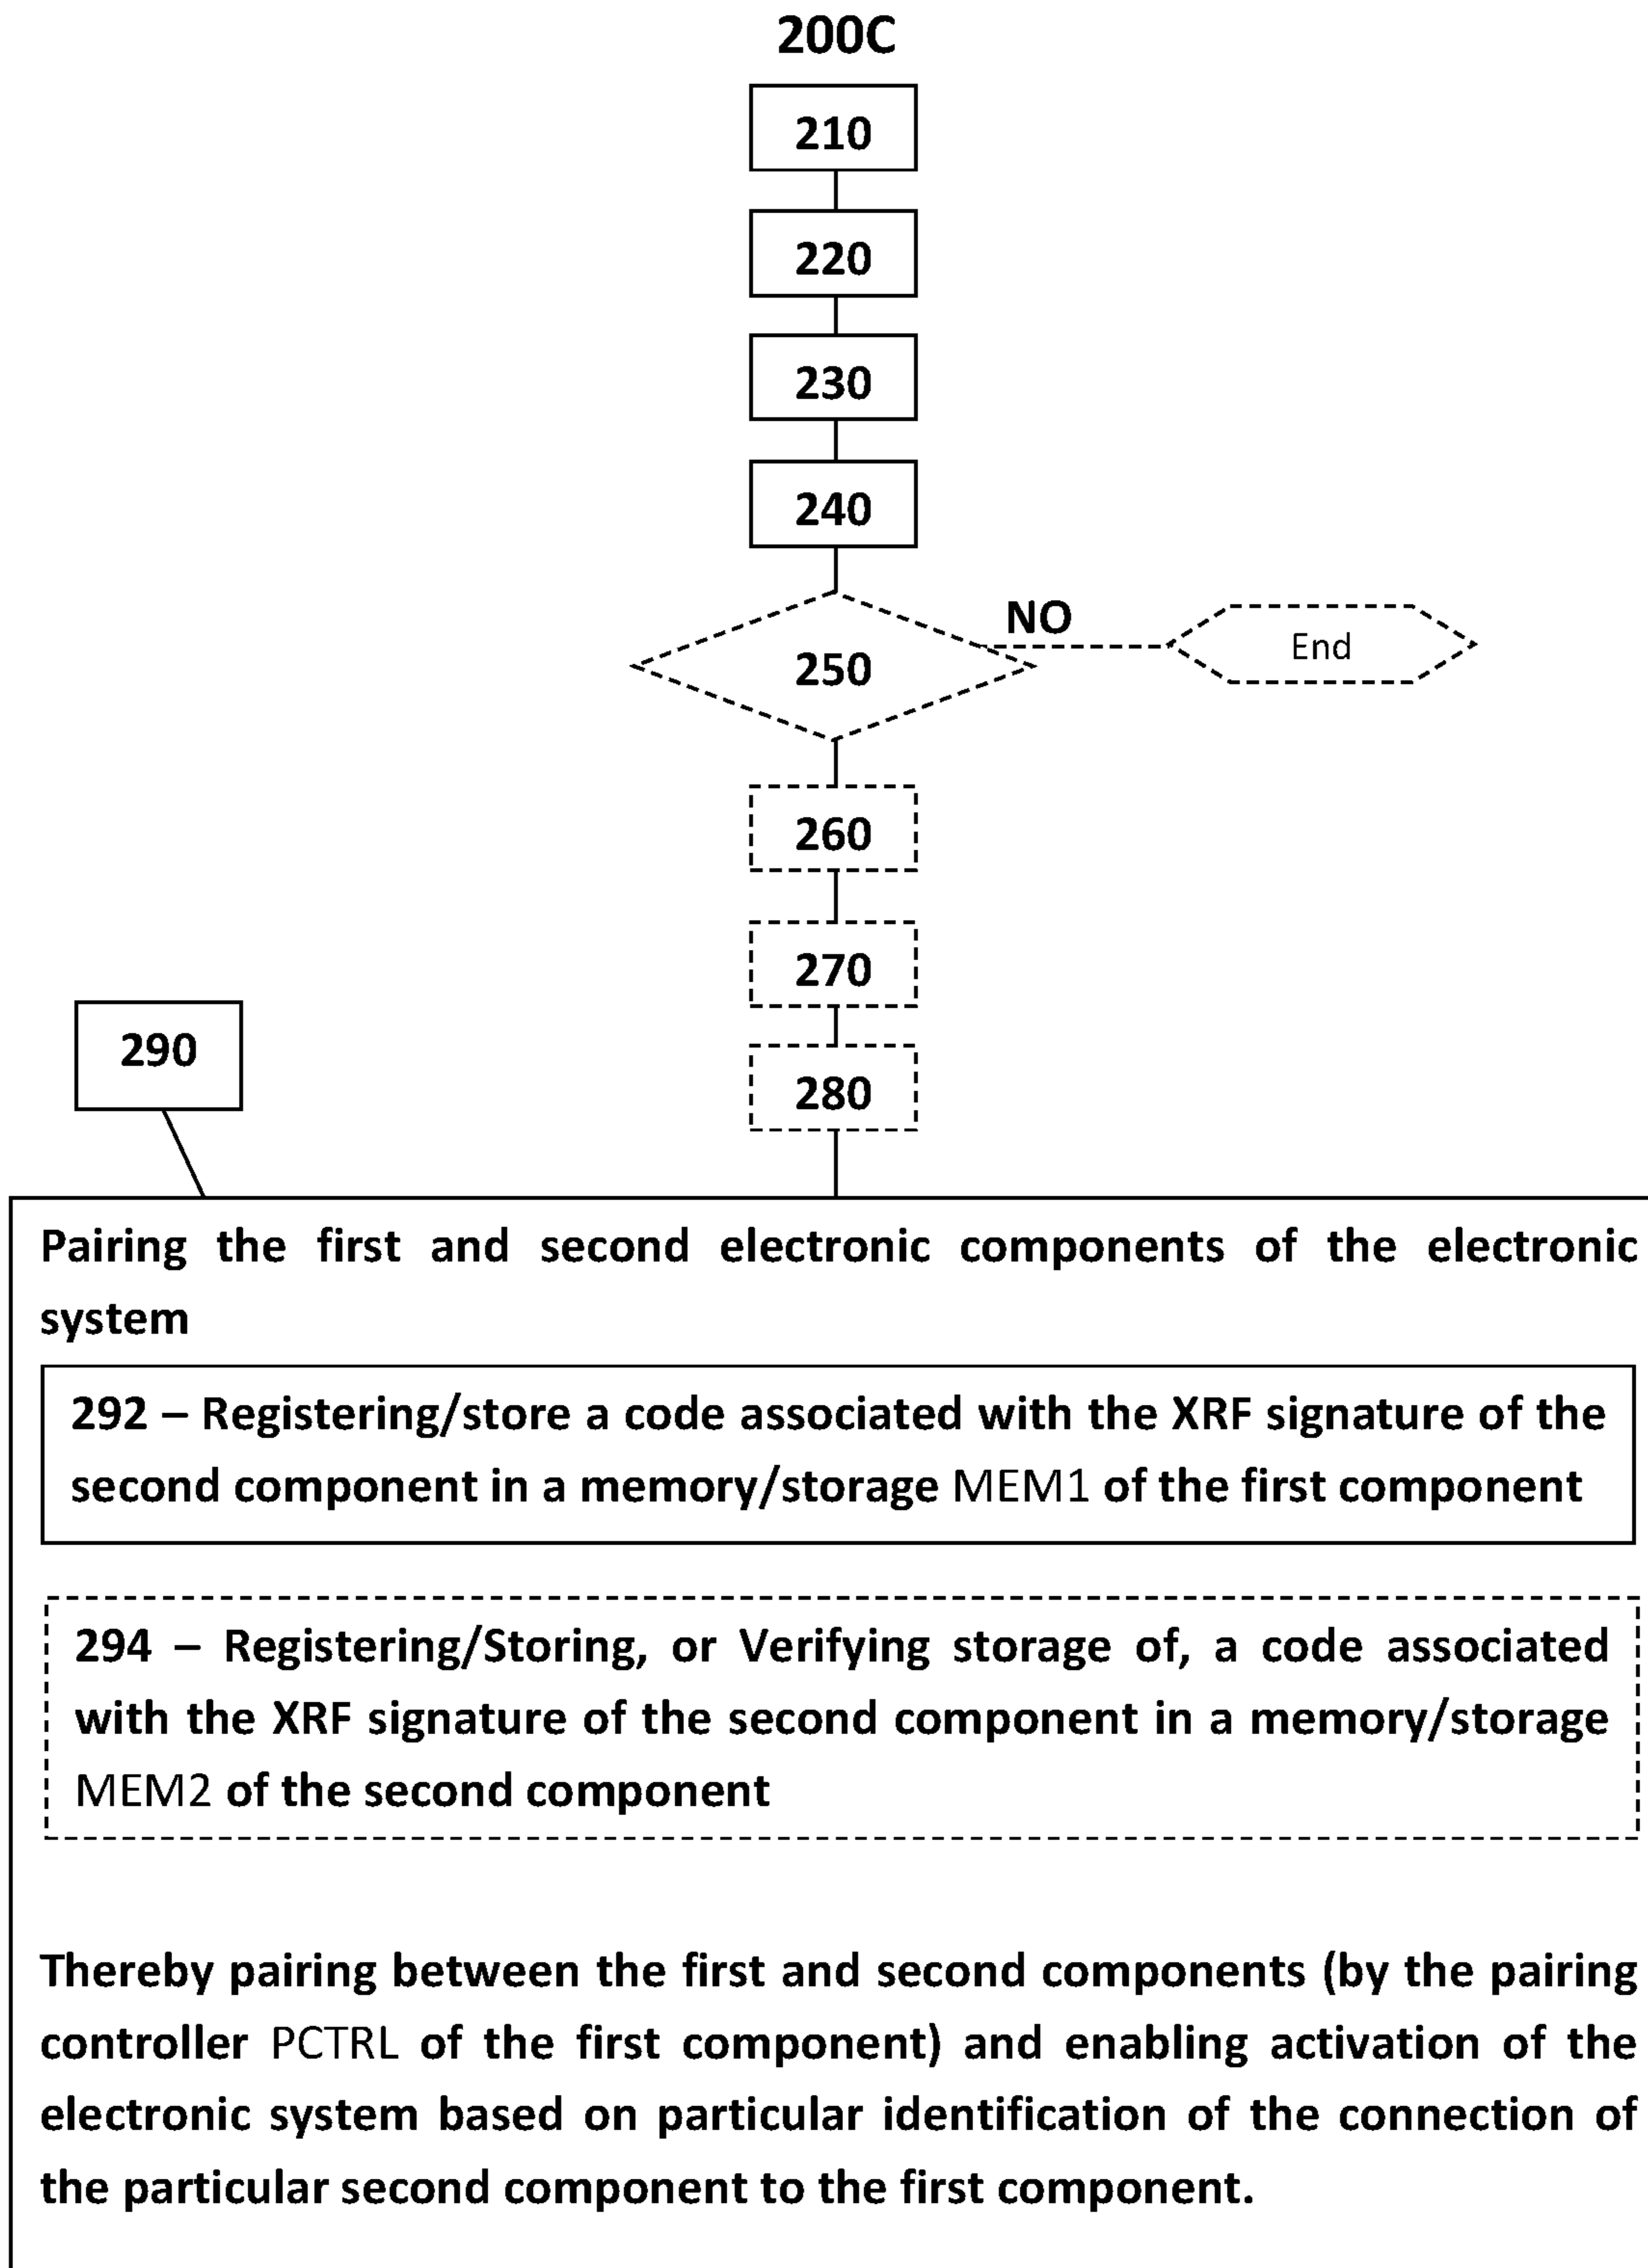 200C
210
220
230
240
NO
End
250
260
270
290
280
Pairing the first and second electronic components of the electronic
system
292 – Registering/store a code associated with the XRF signature of the
second component in a memory/storage MEM1 of the first component
294 – Registering/Storing, or Verifying storage of, a code associated
with the XRF signature of the second component in a memory/storage
MEM2 of the second component
Thereby pairing between the first and second components (by the pairing
controller PCTRL of the first component) and enabling activation of the
electronic system based on particular identification of the connection of
the particular second component to the first component.